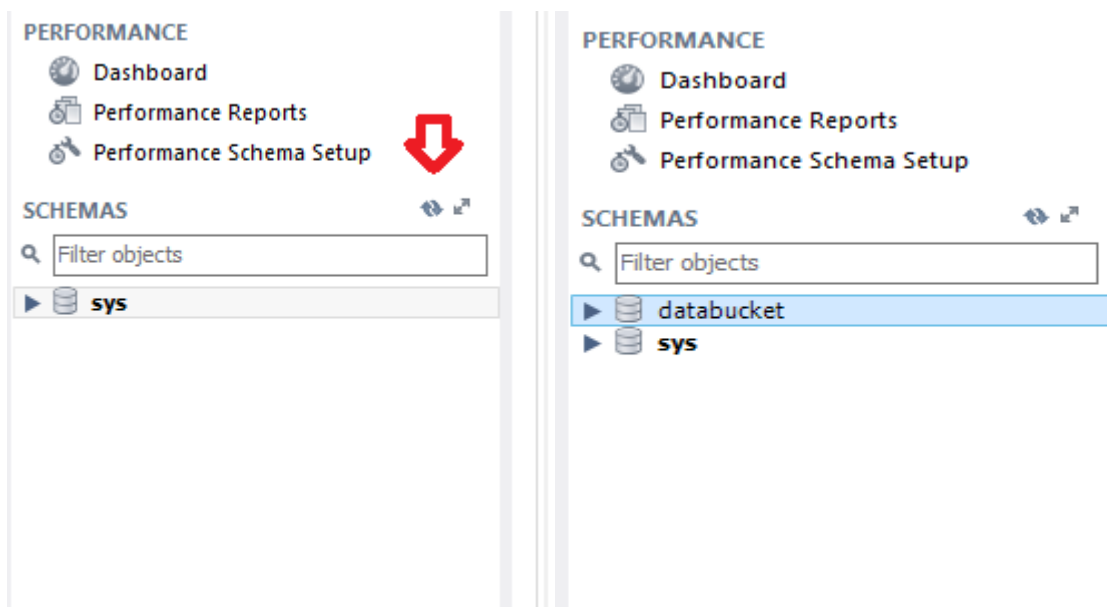 PERFORMANCE
Dashboard
Performance Reports
Performance Schema Setup
SCHEMAS
Filter objects
sys
PERFORMANCE
Dashboard
Performance Reports
Performance Schema Setup
SCHEMAS
Filter objects
databucket
sys